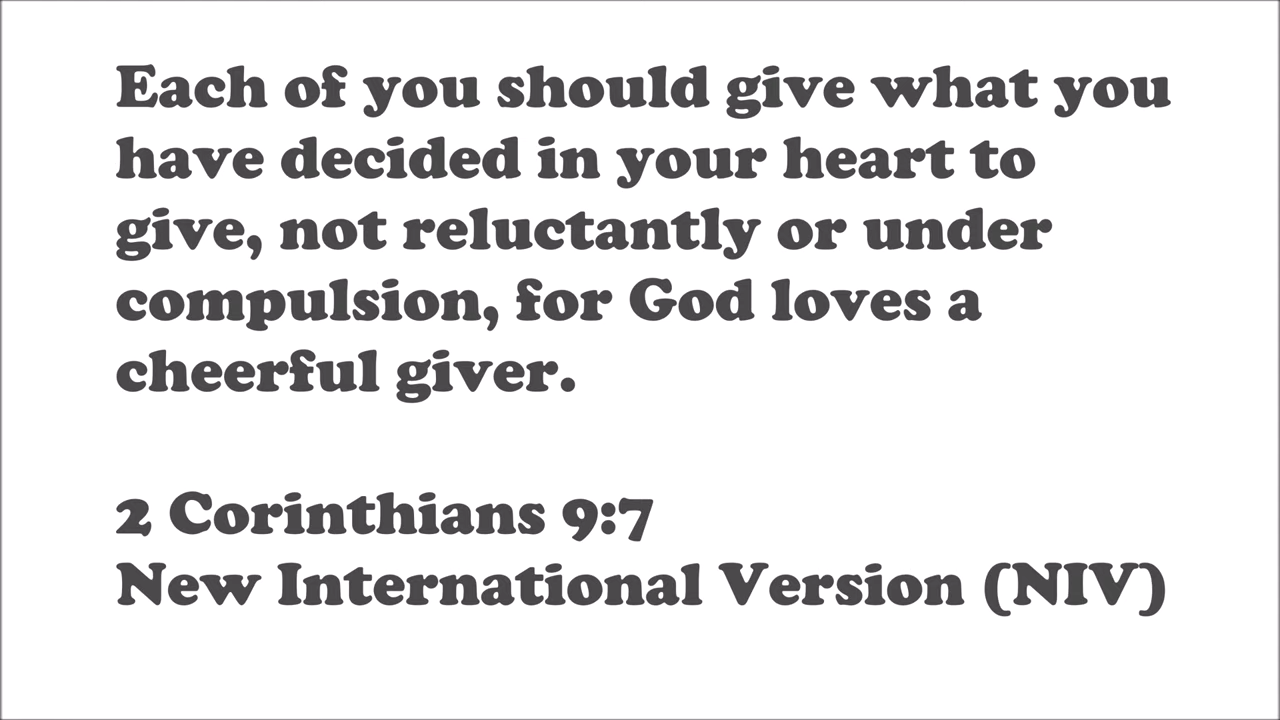 Each of you should give what you
have decided in your heart to
give, not reluctantly or under
compulsion, for God loves a
cheerful giver.
2 Corinthians 9:7
New International Version (NIV)